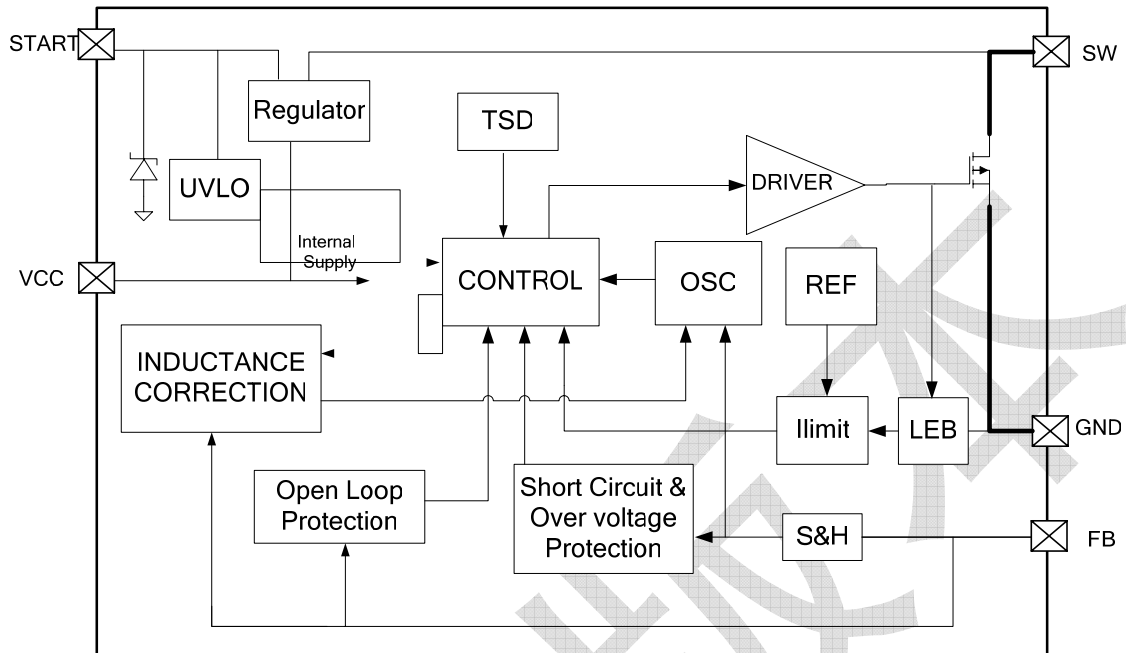 START
SW
Regulator
TSD
DRIVER
UVLO
Internal
Supply
VCC
CONTROL
OSC
REF
INDUCTANCE
CORRECTION
Ilimit
LEB
GND
Open Loop
Protection
Short Circuit &
Over voltage
Protection
S&H
FB